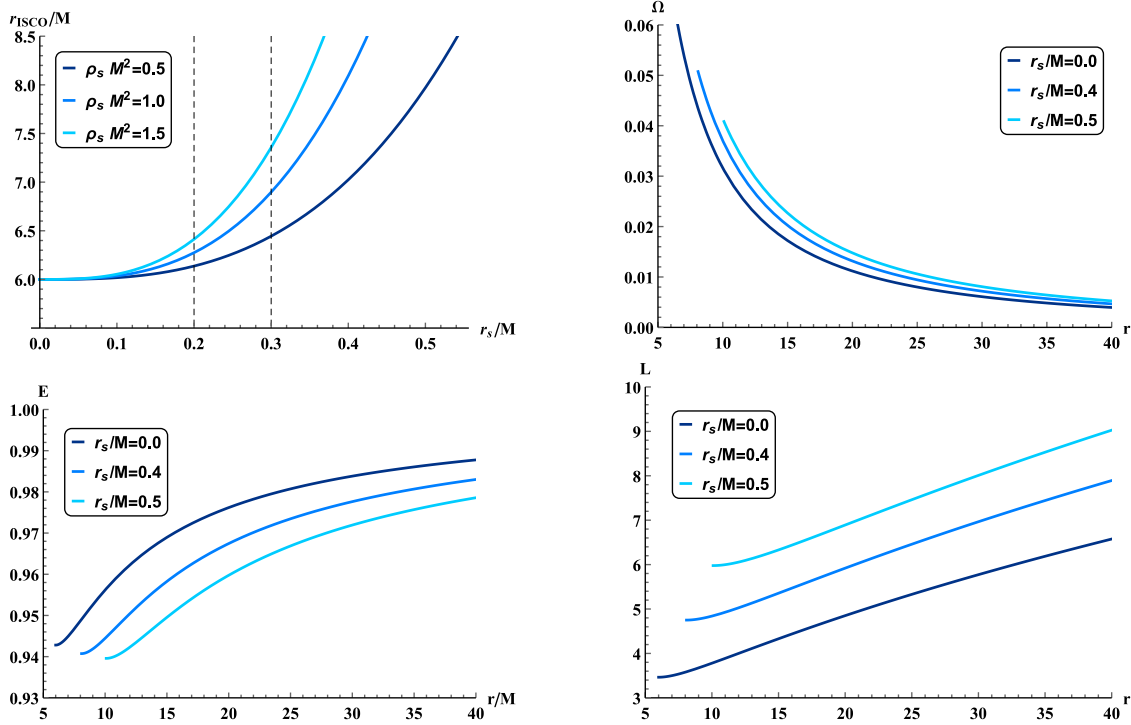 r_ISCO/M
8.5
8.0
7.5
7.0
6.5
6.0
ρ_s M²=0.5
ρ_s M²=1.0
ρ_s M²=1.5
0.0 0.1 0.2 0.3 0.4 0.5
r_s/M
Ω
0.06
0.05
0.04
0.03
0.02
0.01
0.00
r_s/M=0.0
r_s/M=0.4
r_s/M=0.5
5 10 15 20 25 30 35 40
r
E
1.00
0.99
0.98
0.97
0.96
0.95
0.94
0.93
r_s/M=0.0
r_s/M=0.4
r_s/M=0.5
5 10 15 20 25 30 35 40
r/M
L
10
9
8
7
6
5
4
3
r_s/M=0.0
r_s/M=0.4
r_s/M=0.5
5 10 15 20 25 30 35 40
r